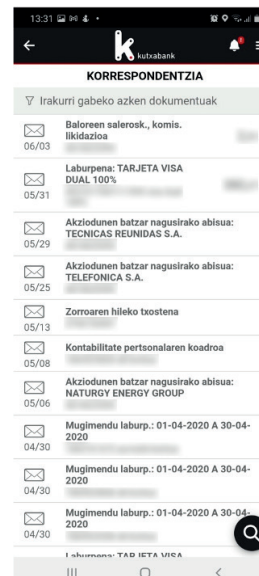 13:31
kutxabank
KORRESPONDENTZIA
Irakurri gabeko azken dokumentuak
Baloreen salerosk., komis.
likidazioa
06/03
Laburpena: TARJETA VISA
DUAL 100%
05/31
Akziodunen batzar nagusirako abisua:
TECNICAS REUNIDAS S.A.
05/29
Akziodunen batzar nagusirako abisua:
TELEFONICA S.A.
05/25
Zorroaren hileko txostena
05/13
Kontabilitate pertsonalaren koadroa
05/08
Akziodunen batzar nagusirako abisua:
NATURGY ENERGY GROUP
05/06
Mugimendu laburp.: 01-04-2020 A 30-04-
2020
04/30
Mugimendu laburp.: 01-04-2020 A 30-04-
2020
04/30
Mugimendu laburp.: 01-04-2020 A 30-04-
2020
04/30
Laburpena: TARJETA VISA